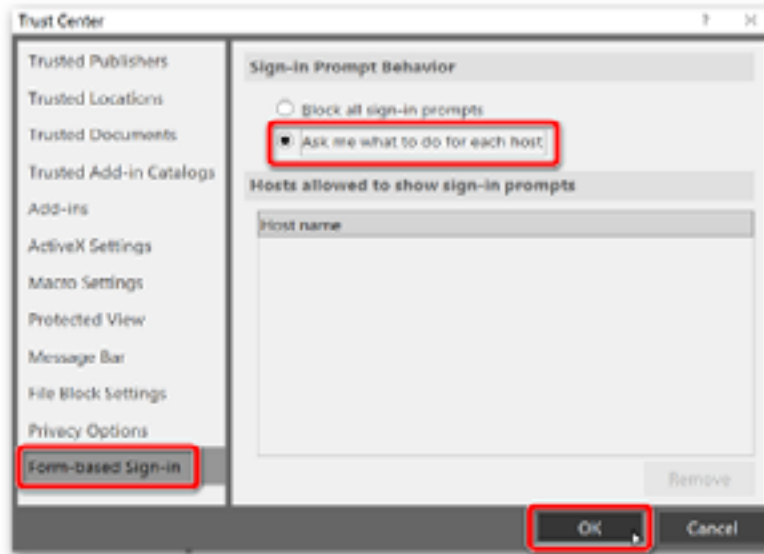 Trust Center
Trusted Publishers
Trusted Locations
Trusted Documents
Trusted Add-in Catalogs
Add-ins
ActiveX Settings
Macro Settings
Protected View
Message Bar
File Block Settings
Privacy Options
Form-based Sign-in
Sign-in Prompt Behavior
Block all sign-in prompts
Ask me what to do for each host
Hosts allowed to show sign-in prompts
Host name
Remove
OK
Cancel